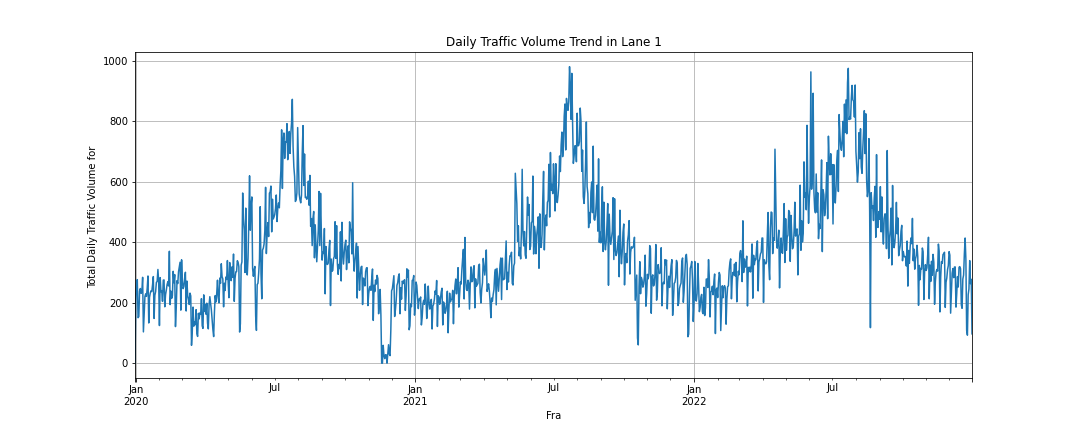 Daily Traffic Volume Trend in Lane 1
Total Daily Traffic Volume for
1000
800
600
400
200
0
Jan
2020
Jul
Jan
2021
Jul
Jan
2022
Jul
Fra